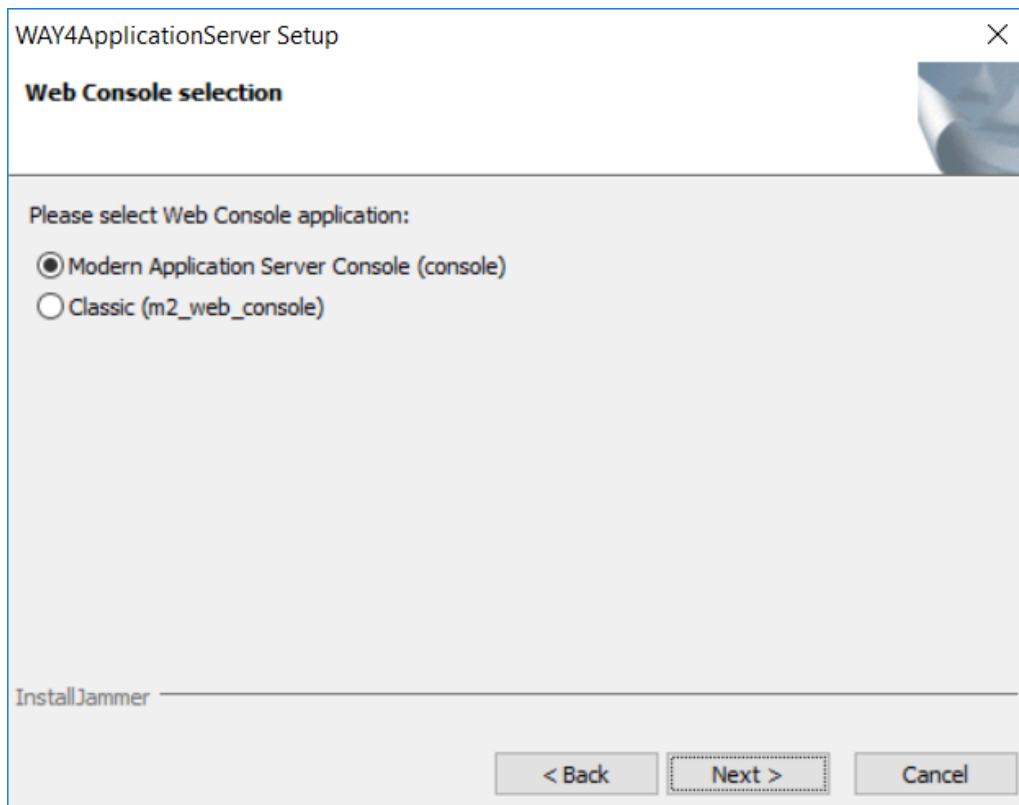 WAY4ApplicationServer Setup
Web Console selection
Please select Web Console application:
Modern Application Server Console (console)
Classic (m2_web_console)
InstallJammer
< Back
Next >
Cancel